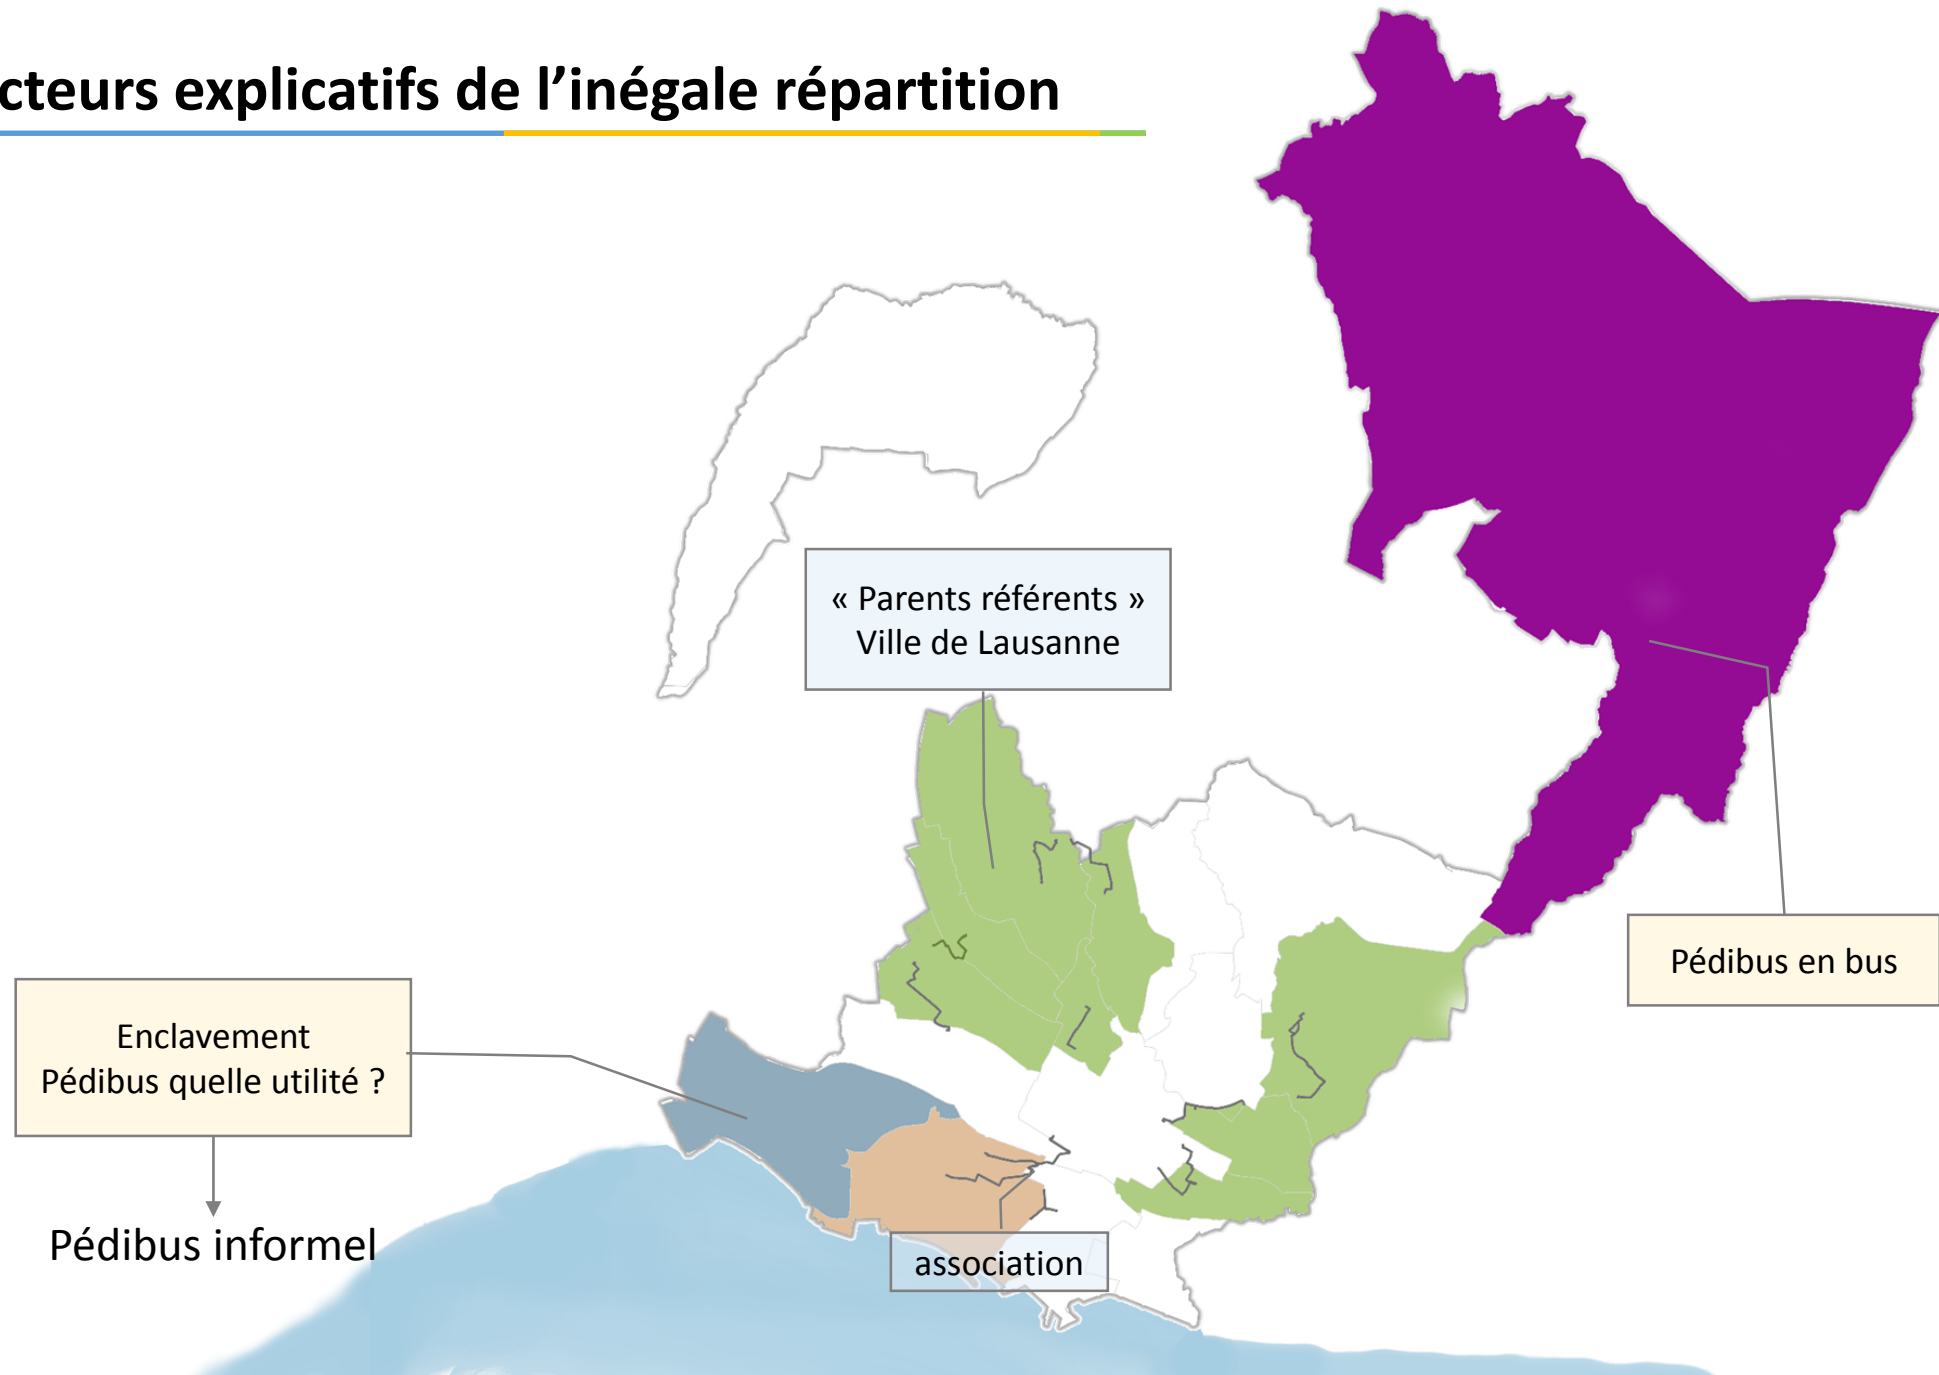 cteurs explicatifs de l’inégale répartition
« Parents référents »
Ville de Lausanne
Pédibus en bus
Enclavement
Pédibus quelle utilité ?
Pédibus informel
association